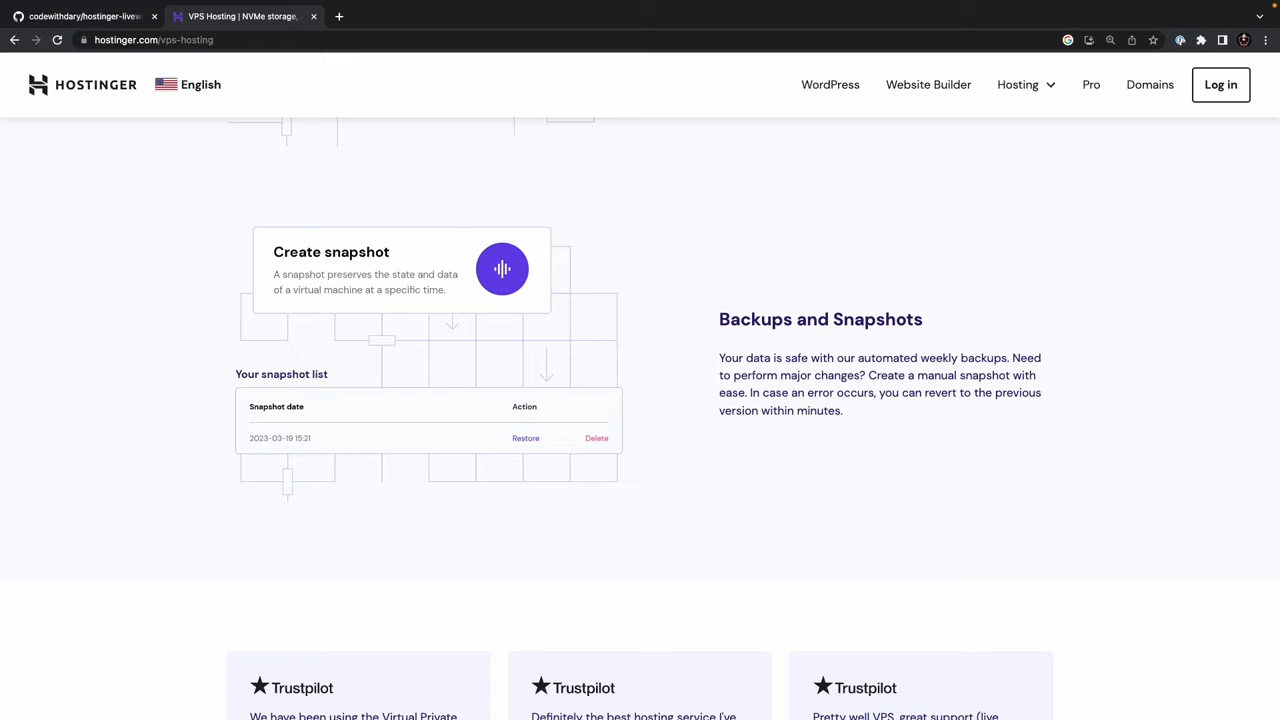 codewithdary/hostinger-livew
VPS Hosting | NVMe storage,
hostinger.com/vps-hosting
HOSTINGER
English
WordPress
Website Builder
Hosting
Pro
Domains
Log in
Create snapshot
A snapshot preserves the state and data
of a virtual machine at a specific time.
Your snapshot list
Snapshot date
Action
2023-03-19 15:21
Restore
Delete
Backups and Snapshots
Your data is safe with our automated weekly backups. Need
to perform major changes? Create a manual snapshot with
ease. In case an error occurs, you can revert to the previous
version within minutes.
Trustpilot
We have been using the Virtual Private
Trustpilot
Definitely the best hosting service I've
Trustpilot
Pretty well VPS, great support (live